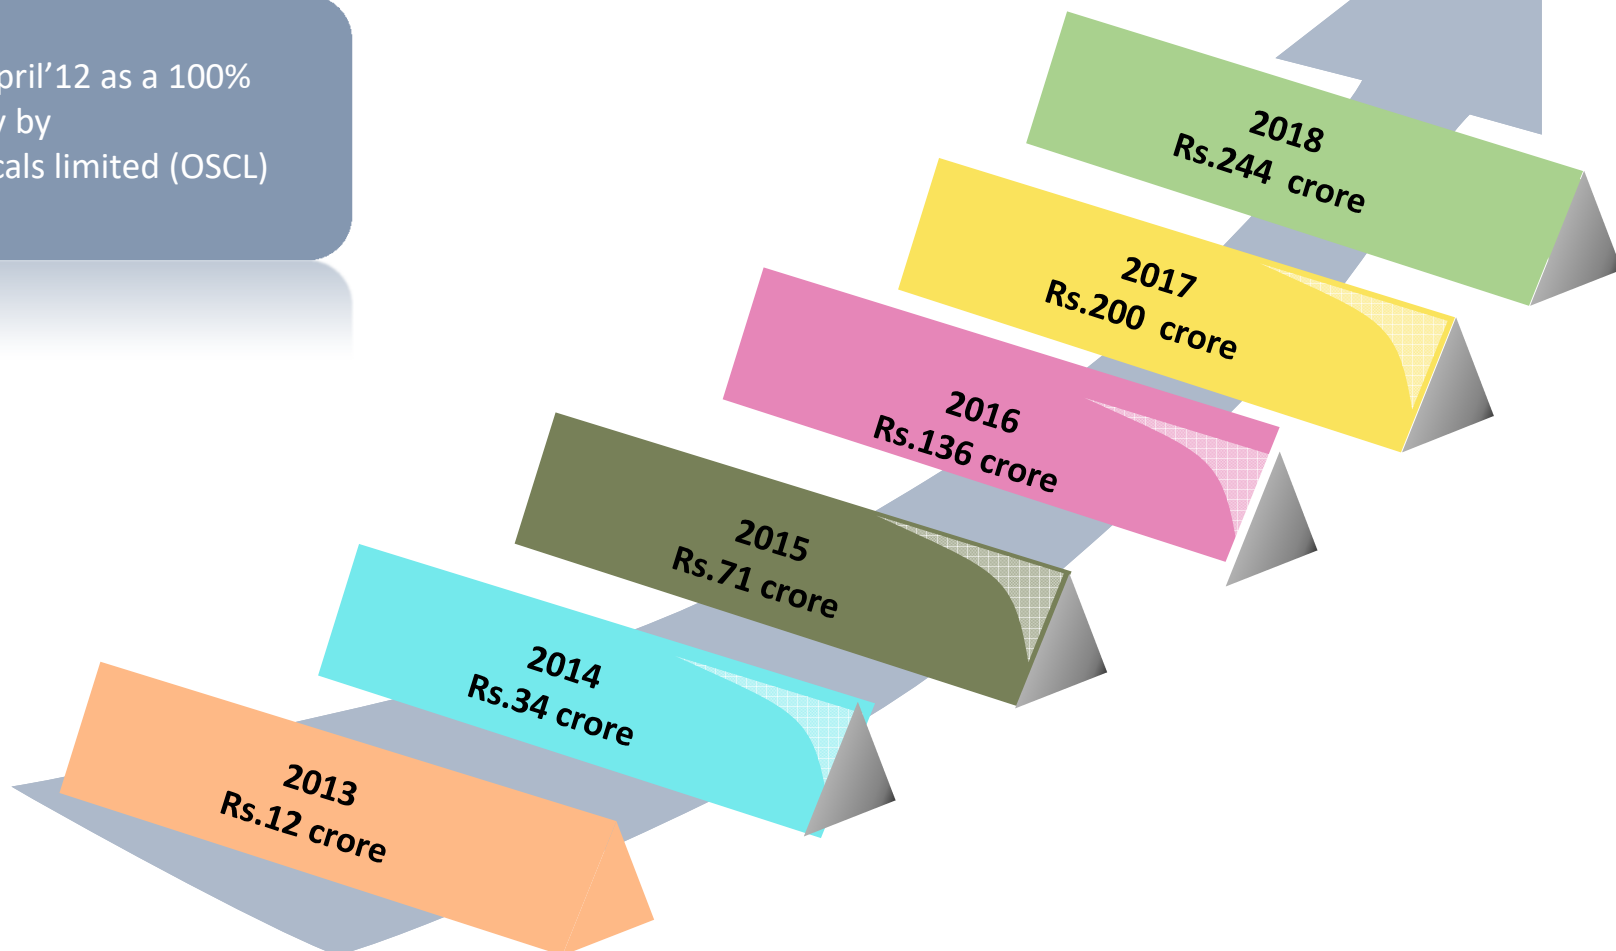 pril’12 as a 100%
y by
cals limited (OSCL)
2018
Rs.244 crore
2017
Rs.200 crore
2016
Rs.136 crore
2015
Rs.71 crore
2014
Rs.34 crore
2013
Rs.12 crore